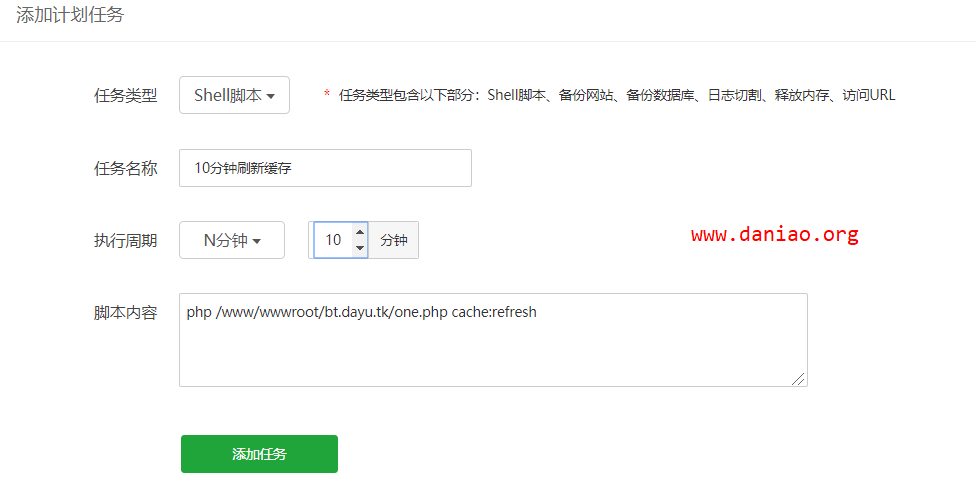 添加计划任务
任务类型 Shell脚本 * 任务类型包含以下部分：Shell脚本、备份网站、备份数据库、日志切割、释放内存、访问URL
任务名称 10分钟刷新缓存
执行周期 N分钟 10 分钟
www.daniao.org
脚本内容 php /www/wwwroot/bt.dayu.tk/one.php cache:refresh
添加任务